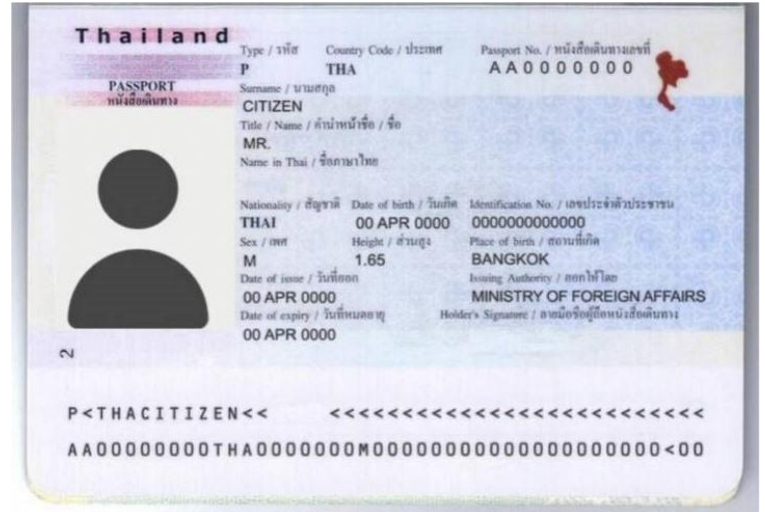 Thailand
PASSPORT
หนังสือเดินทาง
Type / รหัส Country Code / ประเทศ Passport No. / หนังสือเดินทางเลขที่
P THA AA0000000
Surname / นามสกุล
CITIZEN
Title / Name / คำนำหน้าชื่อ / ชื่อ
MR.
Name in Thai / ชื่อภาษาไทย
Nationality / สัญชาติ Date of birth / วันเกิด Identification No. / เลขประจำตัวประชาชน
THAI 00 APR 0000 0000000000000
Sex / เพศ Height / ส่วนสูง Place of birth / สถานที่เกิด
M 1.65 BANGKOK
Date of issue / วันที่ออก Issuing Authority / ออกให้โดย
00 APR 0000 MINISTRY OF FOREIGN AFFAIRS
Date of expiry / วันที่หมดอายุ Holder's Signature / ลายมือชื่อผู้ถือหนังสือเดินทาง
00 APR 0000
2
P<THACITIZEN<< <<<<<<<<<<<<<<<<<<<<<<<<<<
AA00000000THA0000000M00000000000000000000<00